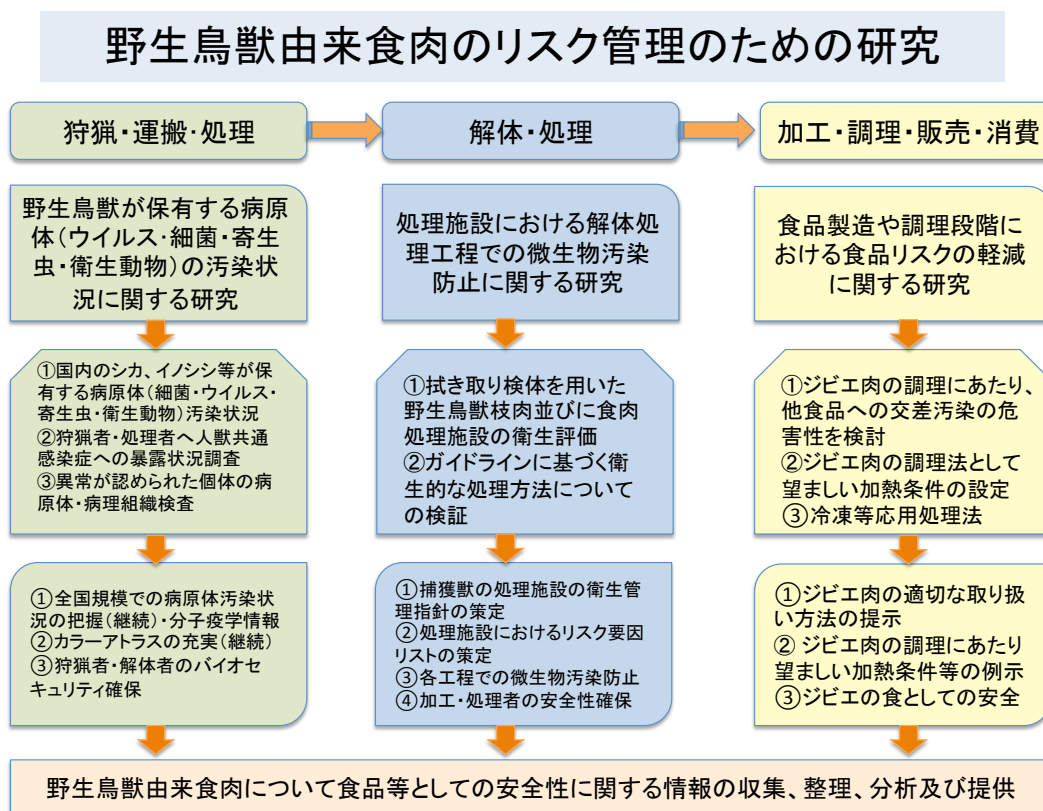 野生鳥獣由来食肉のリスク管理のための研究
狩猟・運搬・処理
解体・処理
加工・調理・販売・消費
野生鳥獣が保有する病原
体(ウイルス・細菌・寄生
虫・衛生動物)の汚染状
況に関する研究
処理施設における解体処
理工程での微生物汚染
防止に関する研究
食品製造や調理段階に
おける食品リスクの軽減
に関する研究
①国内のシカ、イノシシ等が保
有する病原体(細菌・ウイルス・
寄生虫・衛生動物)汚染状況
②狩猟者・処理者へ人獣共通
感染症への暴露状況調査
③異常が認められた個体の病
原体・病理組織検査
①拭き取り検体を用いた
野生鳥獣枝肉並びに食肉
処理施設の衛生評価
②ガイドラインに基づく衛
生的な処理方法について
の検証
①ジビエ肉の調理にあたり、
他食品への交差汚染の危
害性を検討
②ジビエ肉の調理法として
望ましい加熱条件の設定
③冷凍等応用処理法
①全国規模での病原体汚染状
況の把握(継続)・分子疫学情報
②カラーアトラスの充実(継続)
③狩猟者・解体者のバイオセ
キュリティ確保
①捕獲獣の処理施設の衛生管
理指針の策定
②処理施設におけるリスク要因
リストの策定
③各工程での微生物汚染防止
④加工・処理者の安全性確保
①ジビエ肉の適切な取り扱
い方法の提示
② ジビエ肉の調理にあたり
望ましい加熱条件等の例示
③ジビエの食としての安全
野生鳥獣由来食肉について食品等としての安全性に関する情報の収集、整理、分析及び提供